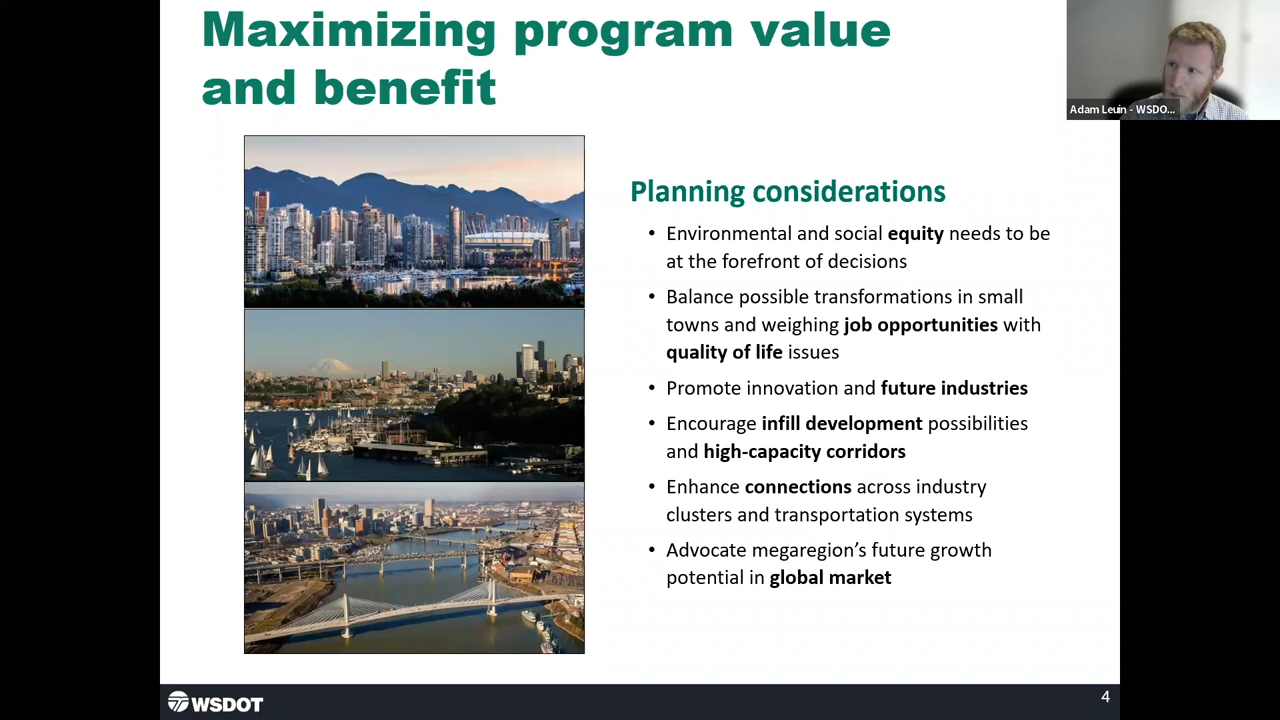 Maximizing program value
and benefit
Adam Leuin - WSDO...
Planning considerations
• Environmental and social equity needs to be
at the forefront of decisions
• Balance possible transformations in small
towns and weighing job opportunities with
quality of life issues
• Promote innovation and future industries
• Encourage infill development possibilities
and high-capacity corridors
• Enhance connections across industry
clusters and transportation systems
• Advocate megaregion’s future growth
potential in global market
WSDOT
4